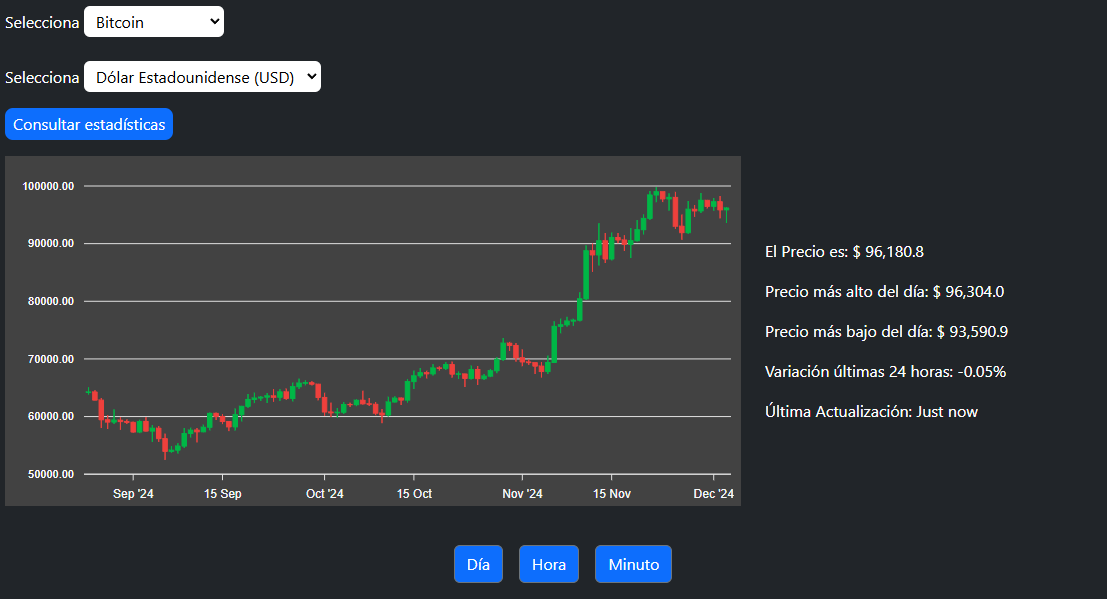 Selecciona Bitcoin
Selecciona Dólar Estadounidense (USD)
Consultar estadísticas
100000.00
90000.00
80000.00
70000.00
60000.00
50000.00
Sep '24 15 Sep Oct '24 15 Oct Nov '24 15 Nov Dec '24
El Precio es: $ 96,180.8
Precio más alto del día: $ 96,304.0
Precio más bajo del día: $ 93,590.9
Variación últimas 24 horas: -0.05%
Última Actualización: Just now
Día Hora Minuto